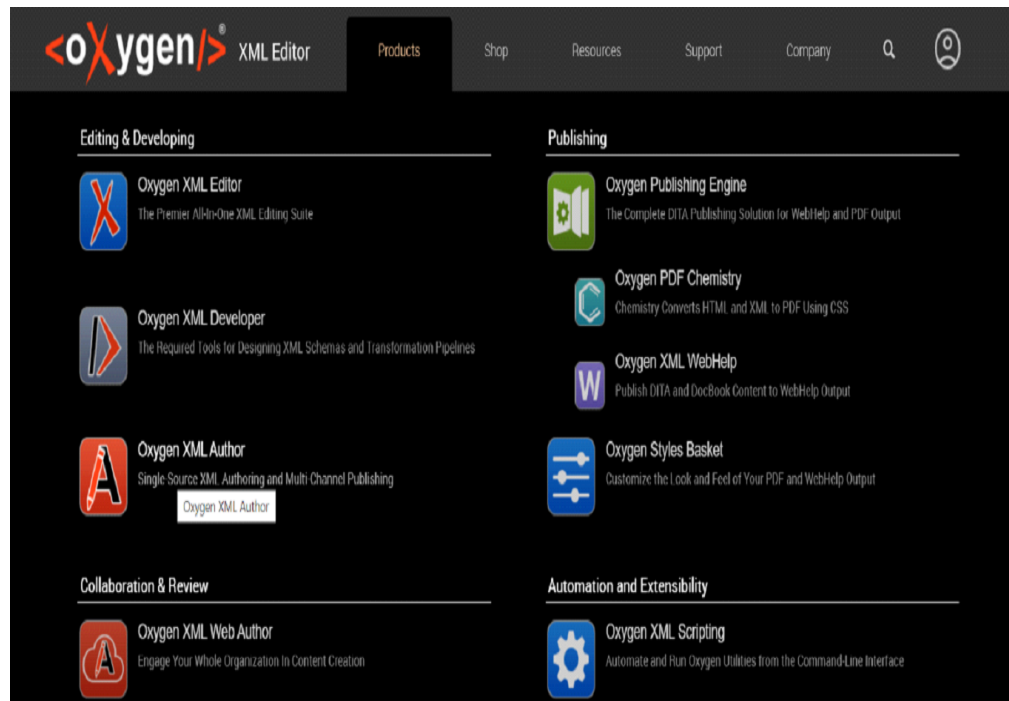 <oXygen/>® XML Editor
Products
Shop
Resources
Support
Company
Editing & Developing
Oxygen XML Editor
The Premier All-In-One XML Editing Suite
Oxygen XML Developer
The Required Tools for Designing XML Schemas and Transformation Pipelines
Oxygen XML Author
Single Source XML Authoring and Multi-Channel Publishing
Oxygen XML Author
Publishing
Oxygen Publishing Engine
The Complete DITA Publishing Solution for WebHelp and PDF Output
Oxygen PDF Chemistry
Chemistry Converts HTML and XML to PDF Using CSS
W
Oxygen XML WebHelp
Publish DITA and DocBook Content to WebHelp Output
Oxygen Styles Basket
Customize the Look and Feel of Your PDF and WebHelp Output
Collaboration & Review
Oxygen XML Web Author
Engage Your Whole Organization In Content Creation
Automation and Extensibility
Oxygen XML Scripting
Automate and Run Oxygen Utilities from the Command-Line Interface